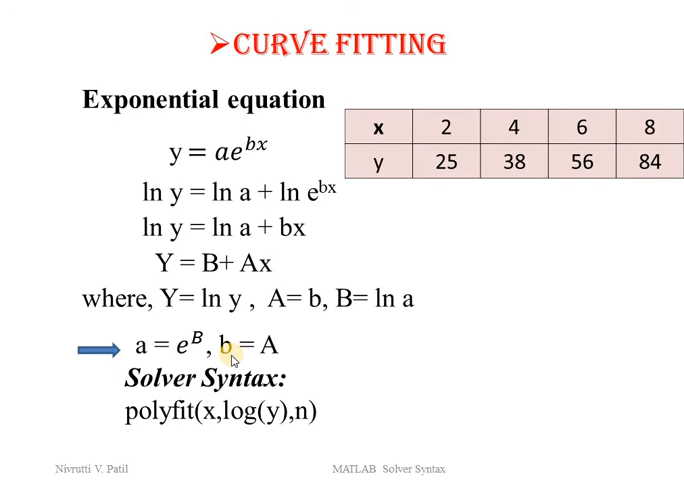 ➢CURVE FITTING
Exponential equation
x 2 4 6 8
y 25 38 56 84
y = ae^{bx}
ln y = ln a + ln e^{bx}
ln y = ln a + bx
Y = B+ Ax
where, Y= ln y , A= b, B= ln a
a = e^B, b = A
Solver Syntax:
polyfit(x,log(y),n)
Nivrutti V. Patil
MATLAB Solver Syntax